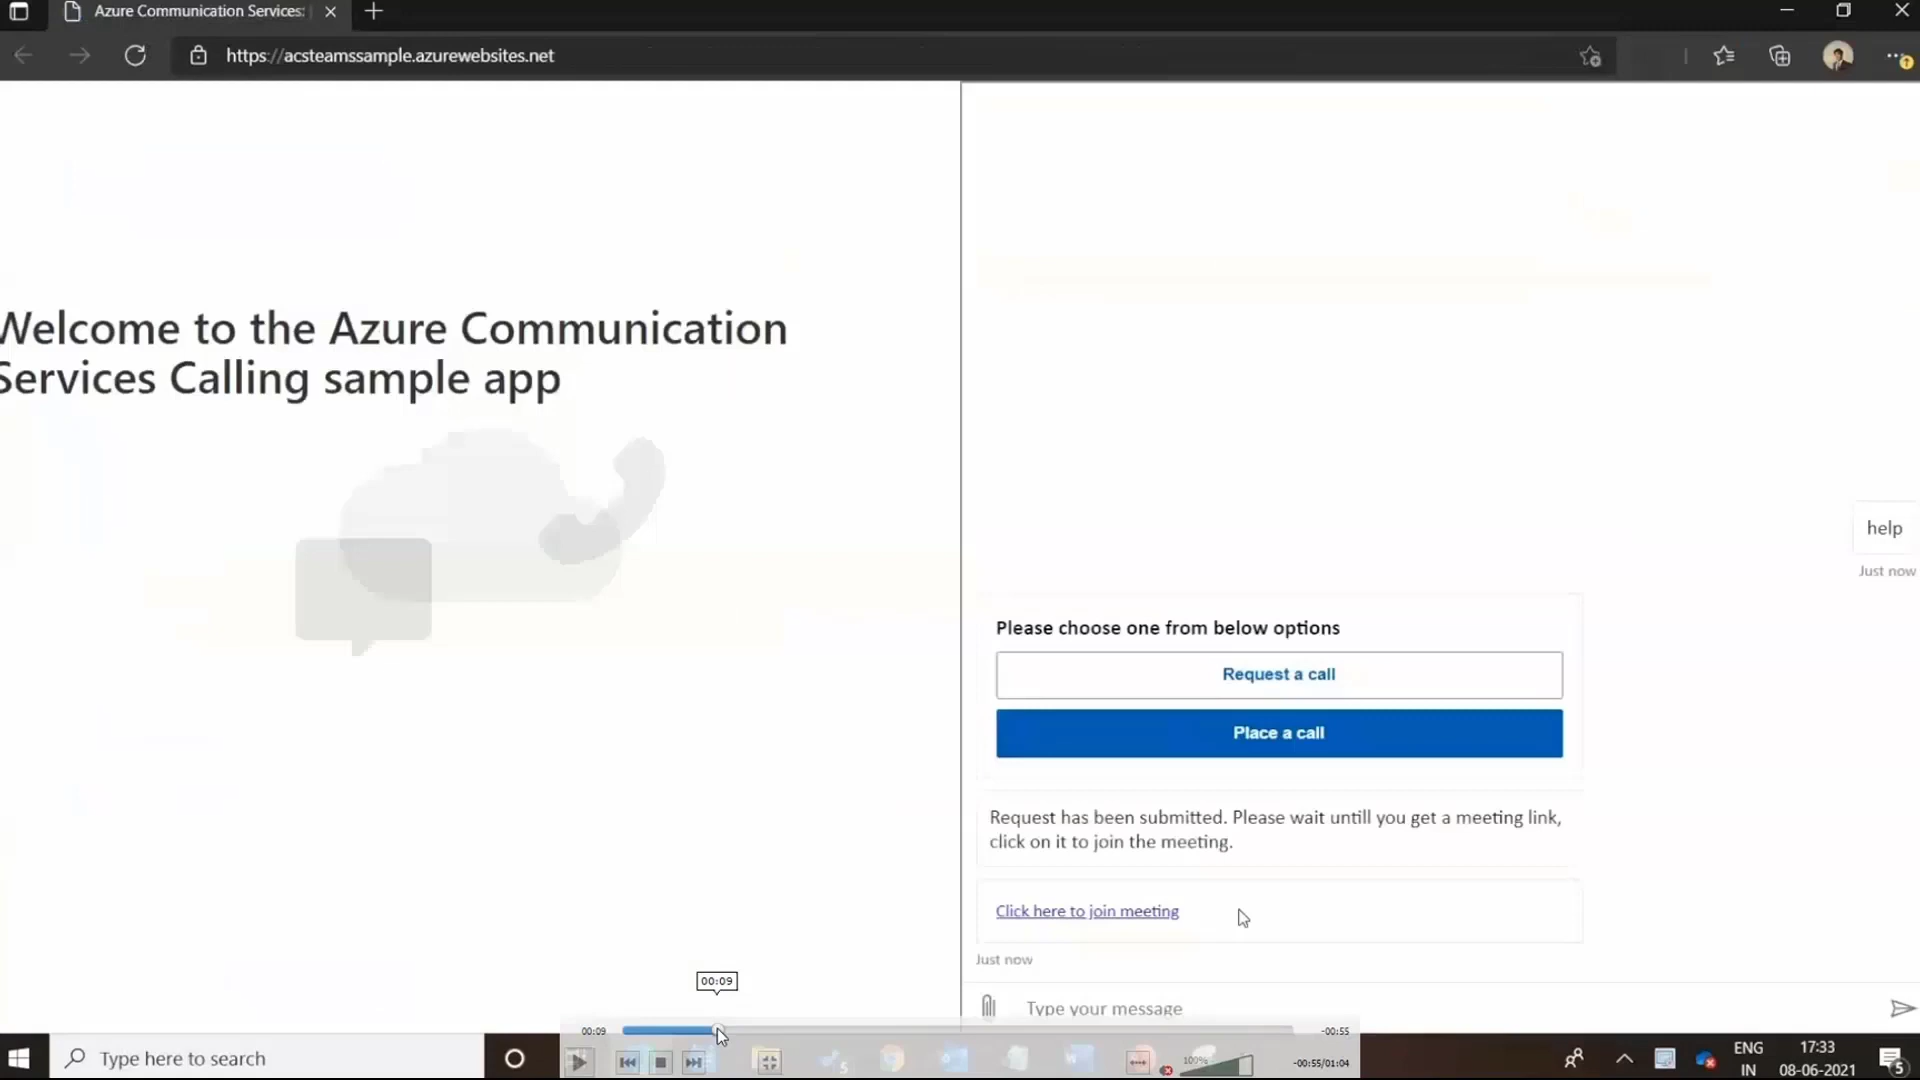 Azure Communication Services:
https://acsteamssample.azurewebsites.net
Welcome to the Azure Communication
Services Calling sample app
help
Just now
Please choose one from below options
Request a call
Place a call
Request has been submitted. Please wait untill you get a meeting link,
click on it to join the meeting.
Click here to join meeting
Just now
Type your message
00:09
00:09
-00:55
100%
-00:55/01:04
Type here to search
5
ENG
IN
17:33
08-06-2021
5